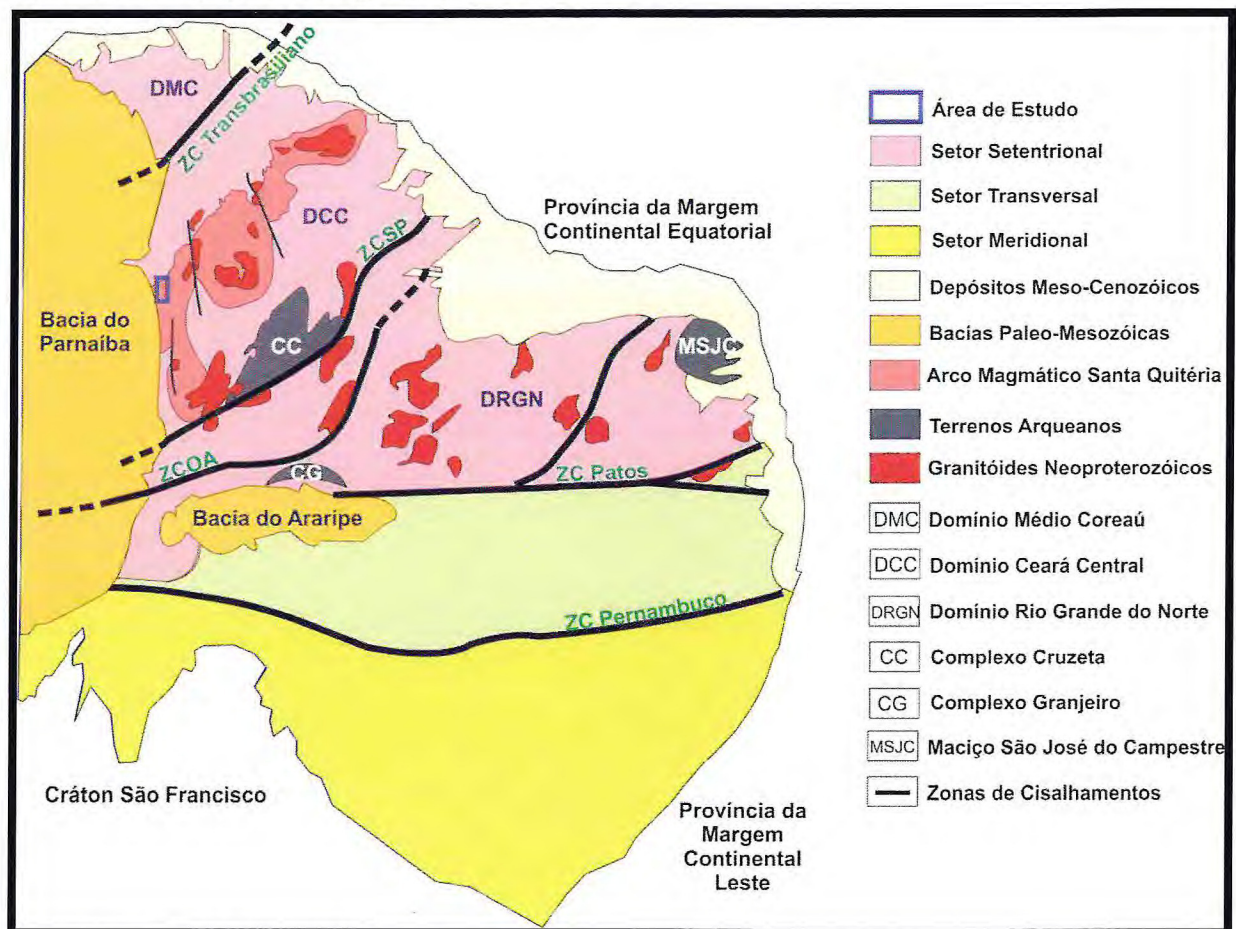 DMC
ZC Transbrasiliano
DCC
ZCSP
Província da Margem
Continental Equatorial
Bacia do
Parnaíba
CC
MSJC
DRGN
ZCOA
CG
ZC Patos
Bacia do Araripe
ZC Pernambuco
Cráton São Francisco
Província da
Margem
Continental
Leste
Área de Estudo
Setor Setentrional
Setor Transversal
Setor Meridional
Depósitos Meso-Cenozóicos
Bacias Paleo-Mesozóicas
Arco Magmático Santa Quitéria
Terrenos Arqueanos
Granitóides Neoproterozóicos
DMC Domínio Médio Coreaú
DCC Domínio Ceará Central
DRGN Domínio Rio Grande do Norte
CC Complexo Cruzeta
CG Complexo Granjeiro
MSJC Maciço São José do Campestre
Zonas de Cisalhamentos